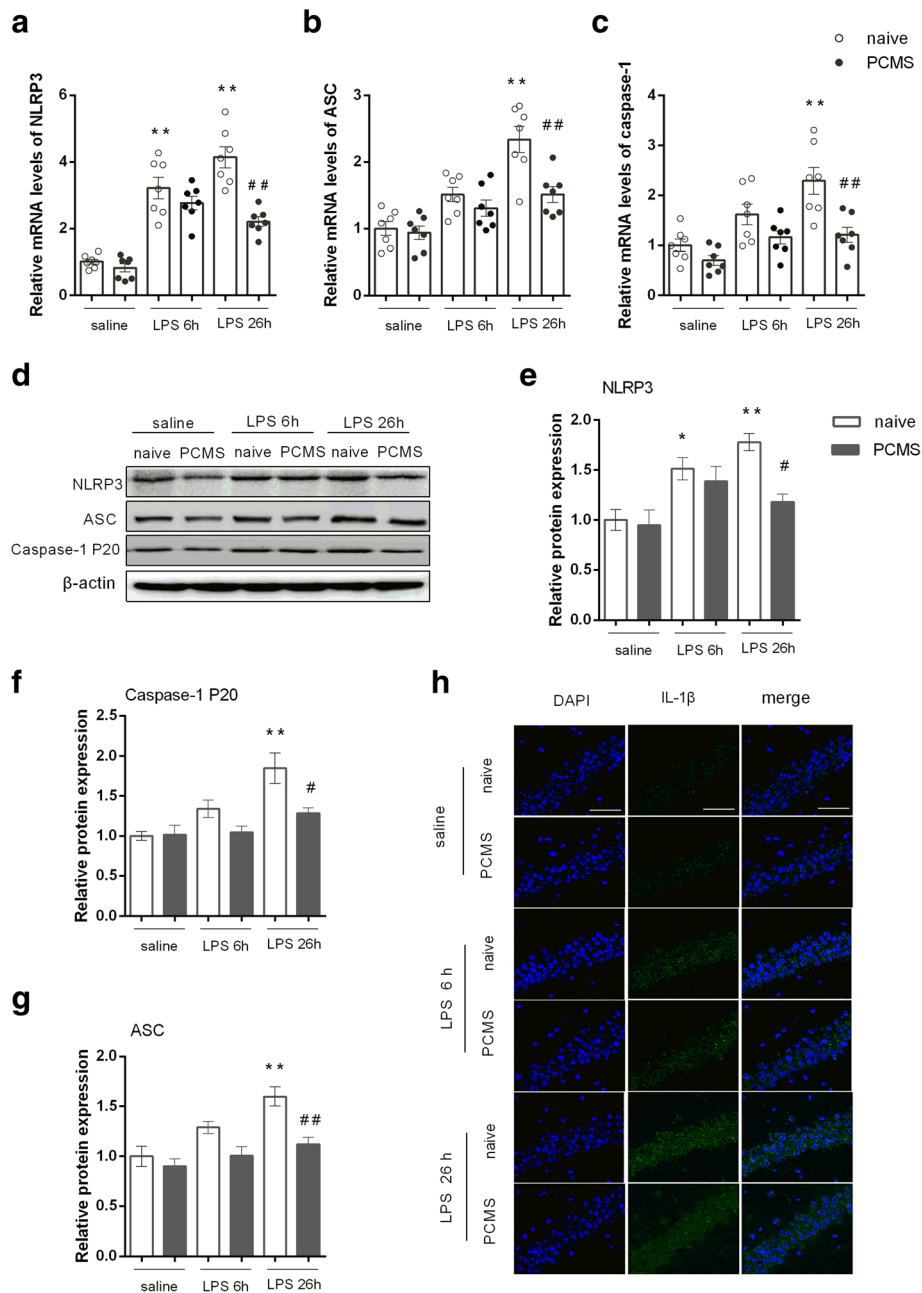 a
b
c
naive
PCMS
Relative mRNA levels of NLRP3
6
4
2
0
**
**
##
saline
LPS 6h
LPS 26h
Relative mRNA levels of ASC
3
2
1
0
**
##
saline
LPS 6h
LPS 26h
Relative mRNA levels of caspase-1
4
3
2
1
0
**
##
saline
LPS 6h
LPS 26h
d
saline
LPS 6h
LPS 26h
naive PCMS naive PCMS naive PCMS
NLRP3
ASC
Caspase-1 P20
β-actin
e
NLRP3
naive
PCMS
Relative protein expression
2.0
1.5
1.0
0.5
0.0
*
**
#
saline
LPS 6h
LPS 26h
f
Caspase-1 P20
Relative protein expression
2.5
2.0
1.5
1.0
0.5
0.0
**
#
saline
LPS 6h
LPS 26h
g
ASC
Relative protein expression
2.0
1.5
1.0
0.5
0.0
**
##
saline
LPS 6h
LPS 26h
h
DAPI
IL-1β
merge
saline
naive
PCMS
LPS 6 h
naive
PCMS
LPS 26 h
naive
PCMS